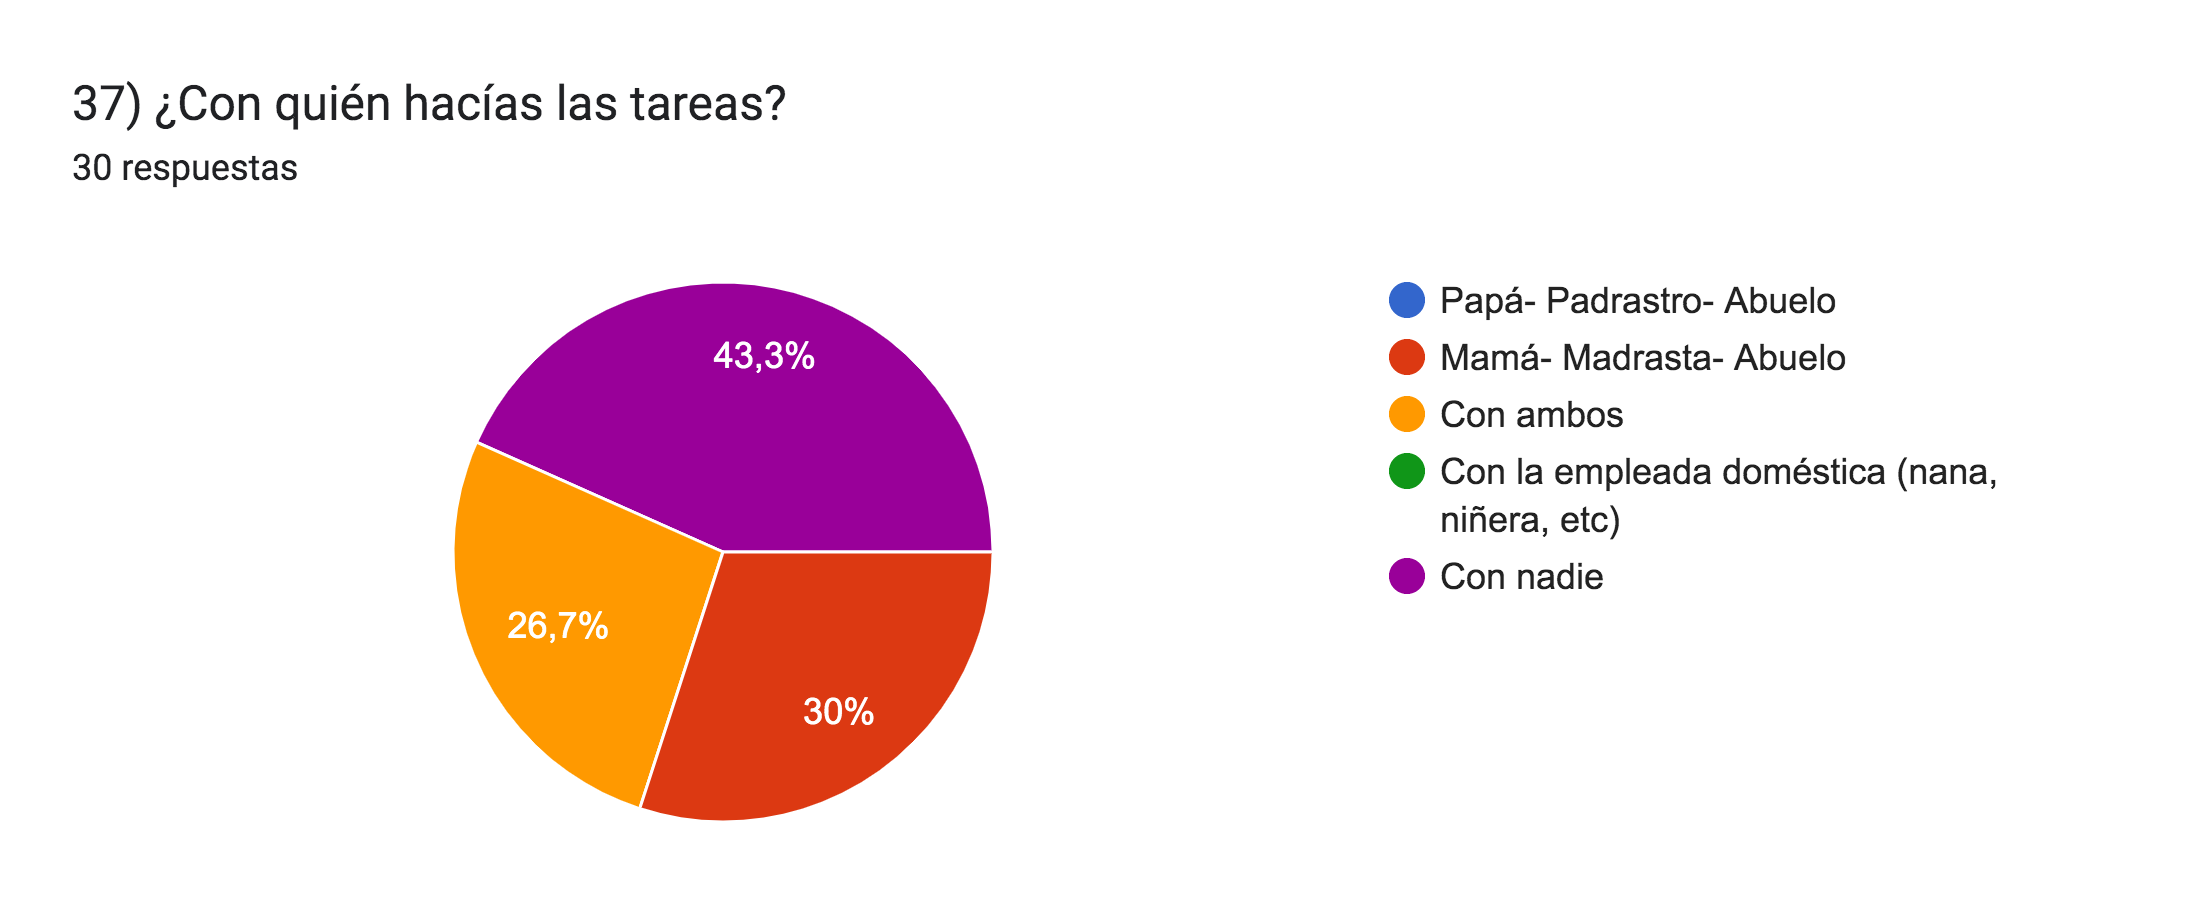 37) ¿Con quién hacías las tareas?
30 respuestas
43,3%
26,7%
30%
Papá- Padrastro- Abuelo
Mamá- Madrasta- Abuelo
Con ambos
Con la empleada doméstica (nana,
niñera, etc)
Con nadie